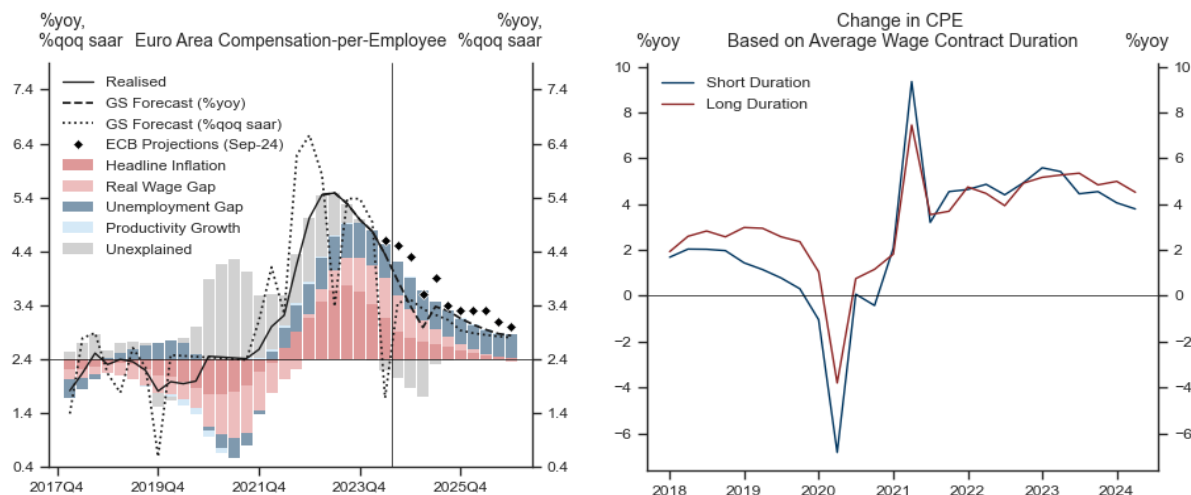 %yoy,
%qoq saar
Euro Area Compensation-per-Employee
%yoy,
%qoq saar
7.4
6.4
5.4
4.4
3.4
2.4
1.4
0.4
Realised
GS Forecast (%yoy)
GS Forecast (%qoq saar)
ECB Projections (Sep-24)
Headline Inflation
Real Wage Gap
Unemployment Gap
Productivity Growth
Unexplained
7.4
6.4
5.4
4.4
3.4
2.4
1.4
0.4
2017Q4
2019Q4
2021Q4
2023Q4
2025Q4
Change in CPE
%yoy
Based on Average Wage Contract Duration
%yoy
10
8
6
4
2
0
−2
−4
−6
Short Duration
Long Duration
10
8
6
4
2
0
−2
−4
−6
2018
2019
2020
2021
2022
2023
2024